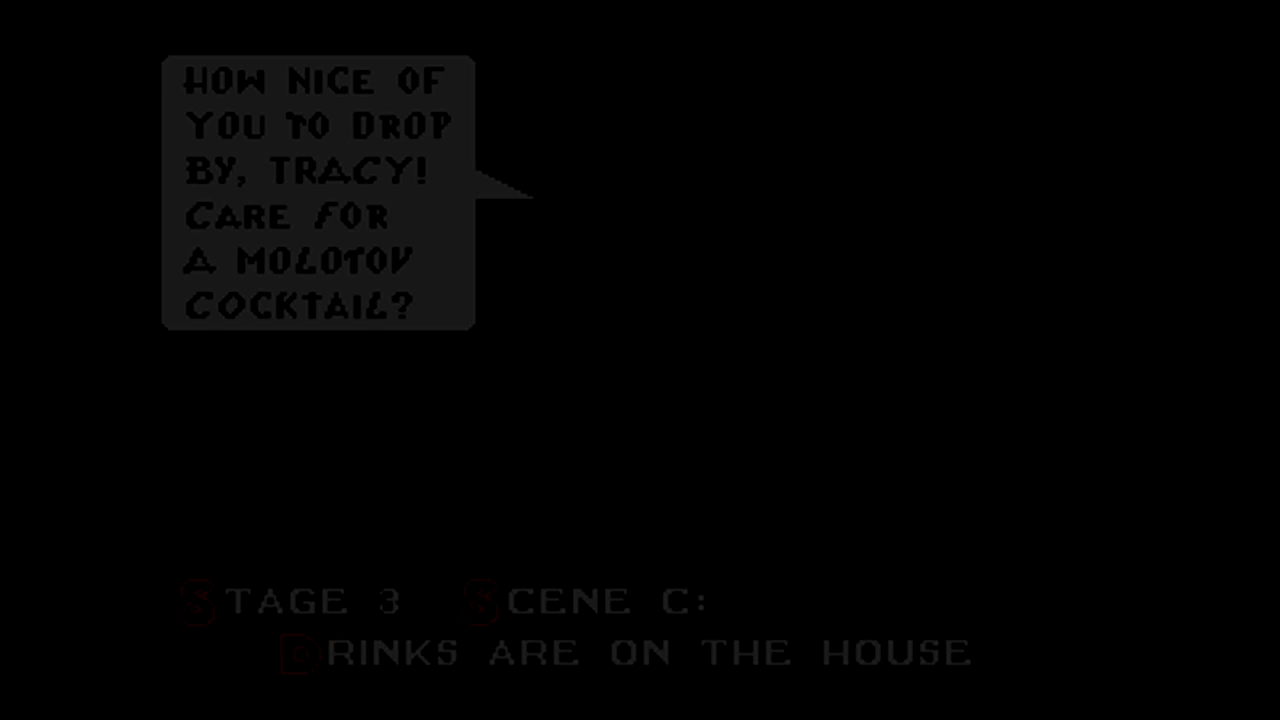 HOW NICE OF
YOU TO DROP
BY, TRACY!
CARE FOR
A MOLOTOV
COCKTAIL?
STAGE 3 SCENE C:
DRINKS ARE ON THE HOUSE